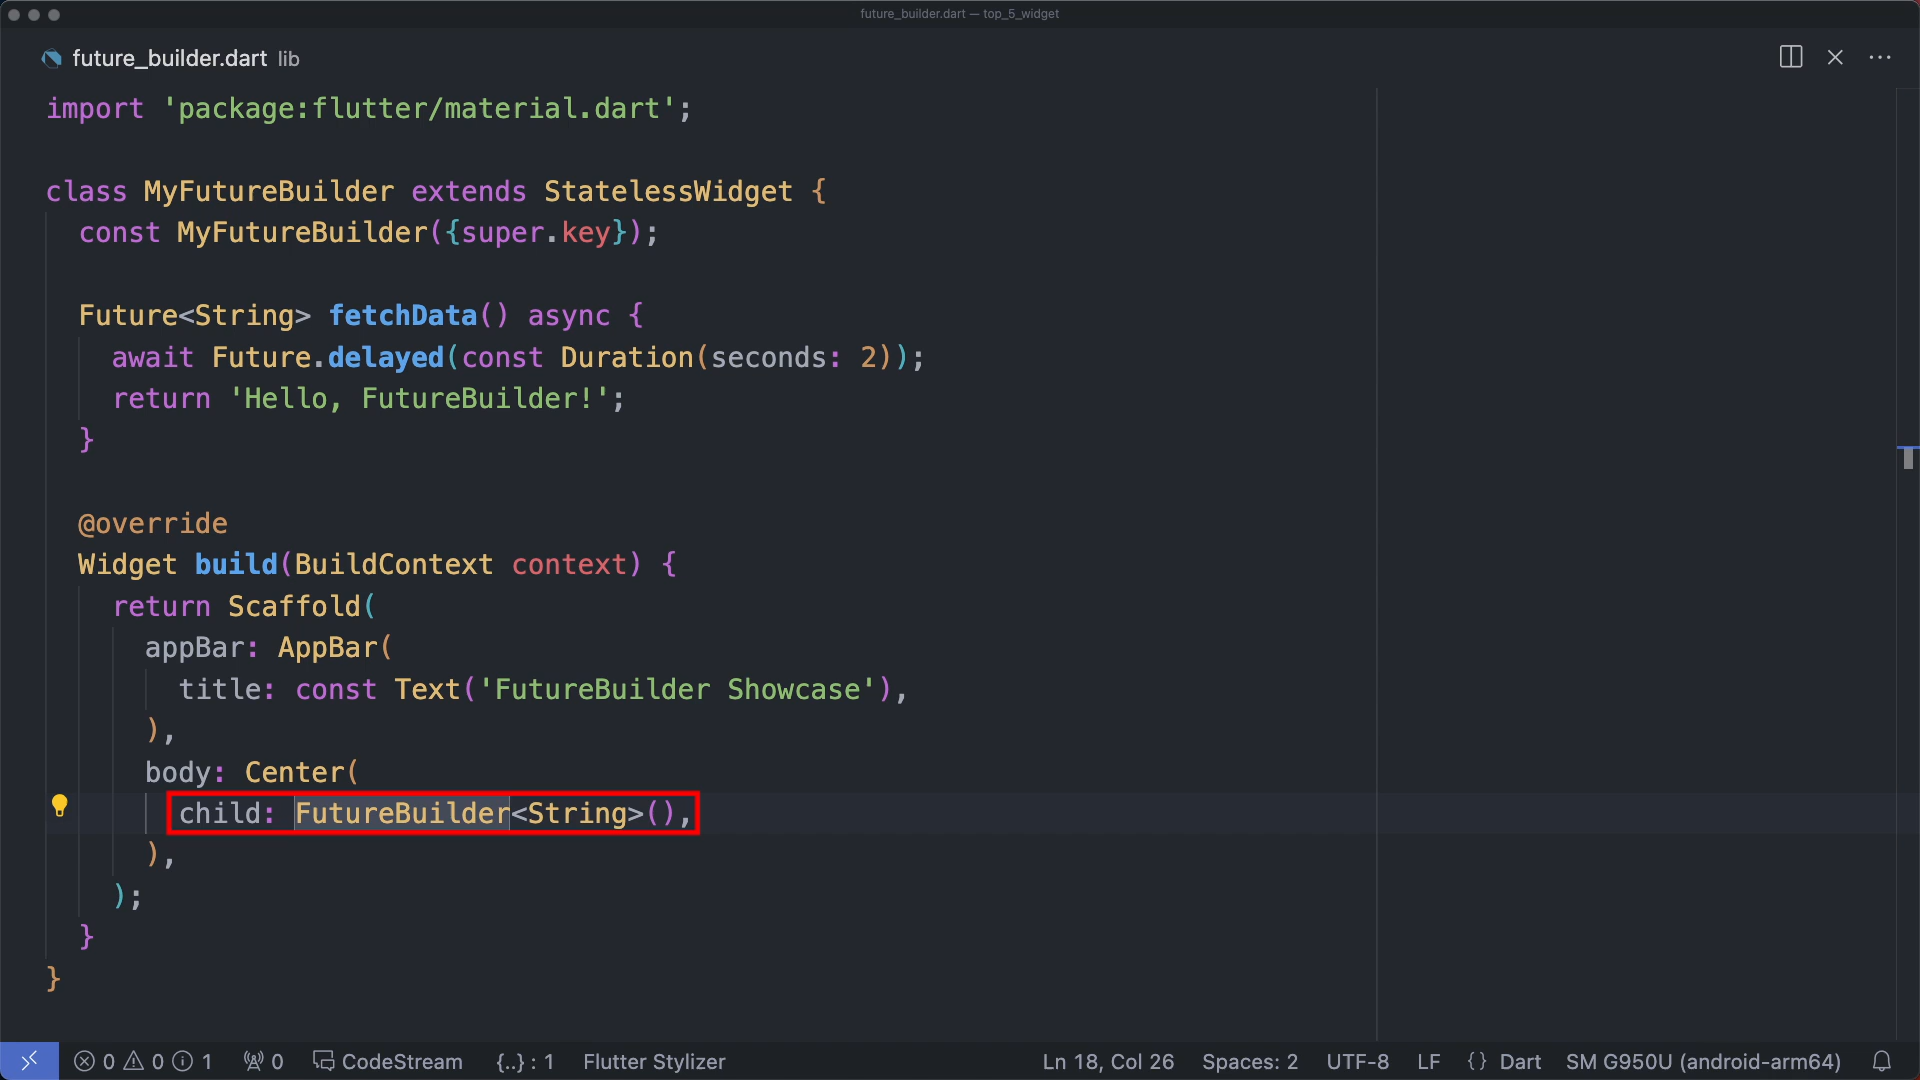 future_builder.dart — top_5_widget
future_builder.dart lib
import 'package:flutter/material.dart';
class MyFutureBuilder extends StatelessWidget {
const MyFutureBuilder({super.key});
Future<String> fetchData() async {
await Future.delayed(const Duration(seconds: 2));
return 'Hello, FutureBuilder!';
}
@override
Widget build(BuildContext context) {
return Scaffold(
appBar: AppBar(
title: const Text('FutureBuilder Showcase'),
),
body: Center(
child: FutureBuilder<String>(),
),
);
}
}
0 0 1 0 CodeStream {..} : 1 Flutter Stylizer Ln 18, Col 26 Spaces: 2 UTF-8 LF {} Dart SM G950U (android-arm64)